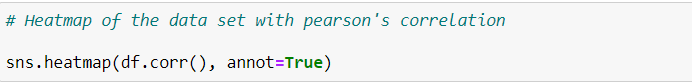 # Heatmap of the data set with pearson's correlation
sns.heatmap(df.corr(), annot=True)